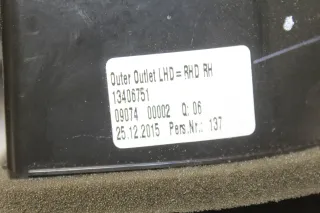 Outer Outlet LHD = RHD RH
13406751
09074 00002 Q: 06
25.12.2015 Pers.Nr.: 137